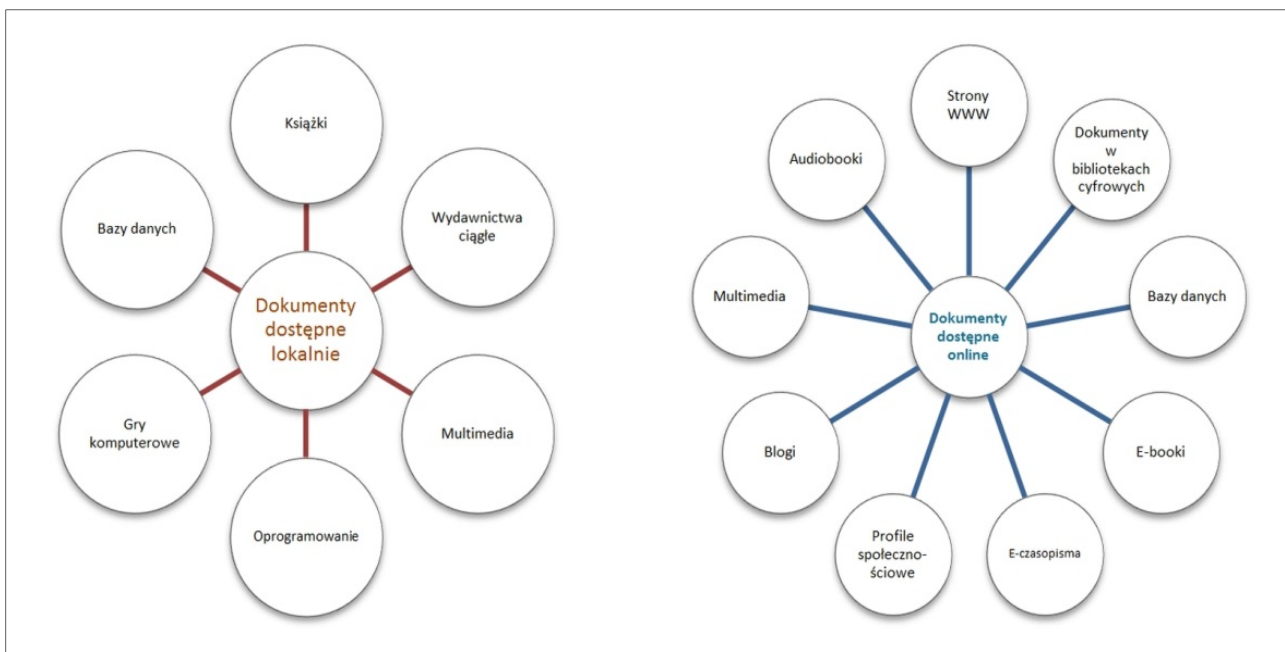 Książki
Wydawnictwa
ciągłe
Multimedia
Oprogramowanie
Gry
komputerowe
Bazy danych
Dokumenty
dostępne
lokalnie
Strony
WWW
Dokumenty
w
bibliotekach
cyfrowych
Bazy danych
E-booki
E-czasopisma
Profile
społeczno-
ściowe
Blogi
Multimedia
Audiobooki
Dokumenty
dostępne
online